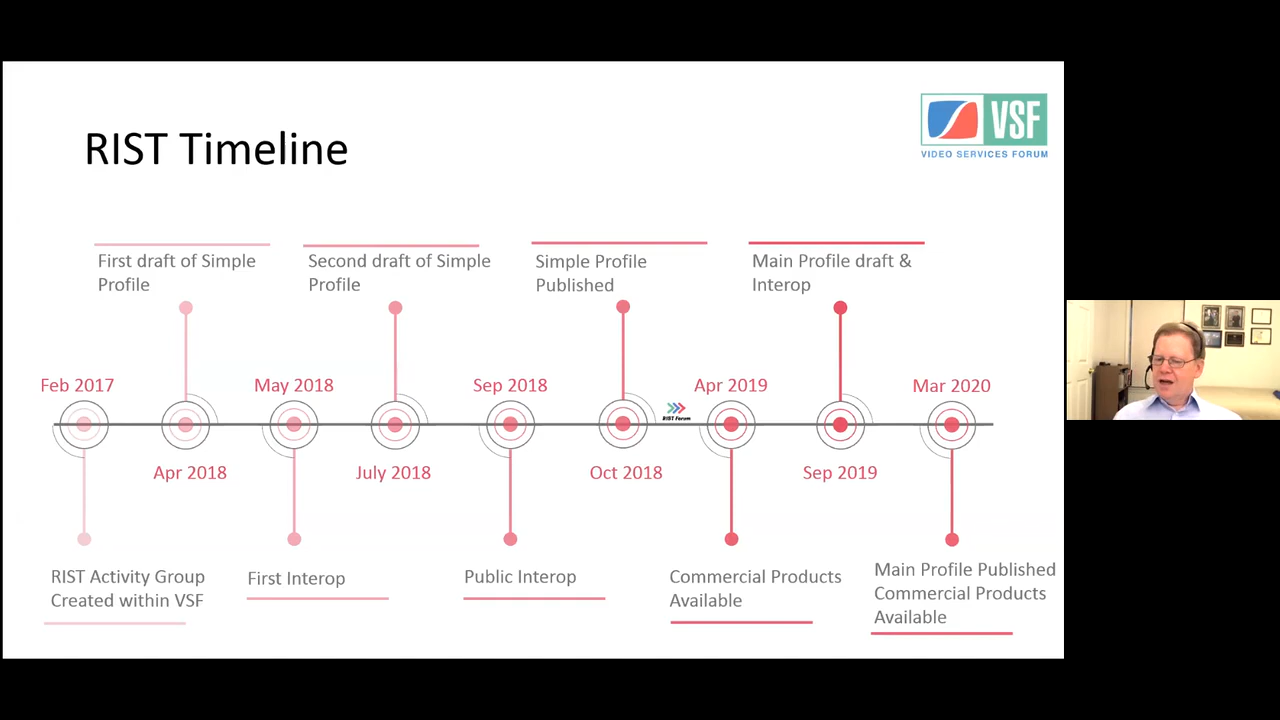 RIST Timeline
VSF
VIDEO SERVICES FORUM
First draft of Simple
Profile
Second draft of Simple
Profile
Simple Profile
Published
Main Profile draft &
Interop
Feb 2017
May 2018
Sep 2018
Apr 2019
Mar 2020
RIST Forum
Apr 2018
July 2018
Oct 2018
Sep 2019
RIST Activity Group
Created within VSF
First Interop
Public Interop
Commercial Products
Available
Main Profile Published
Commercial Products
Available